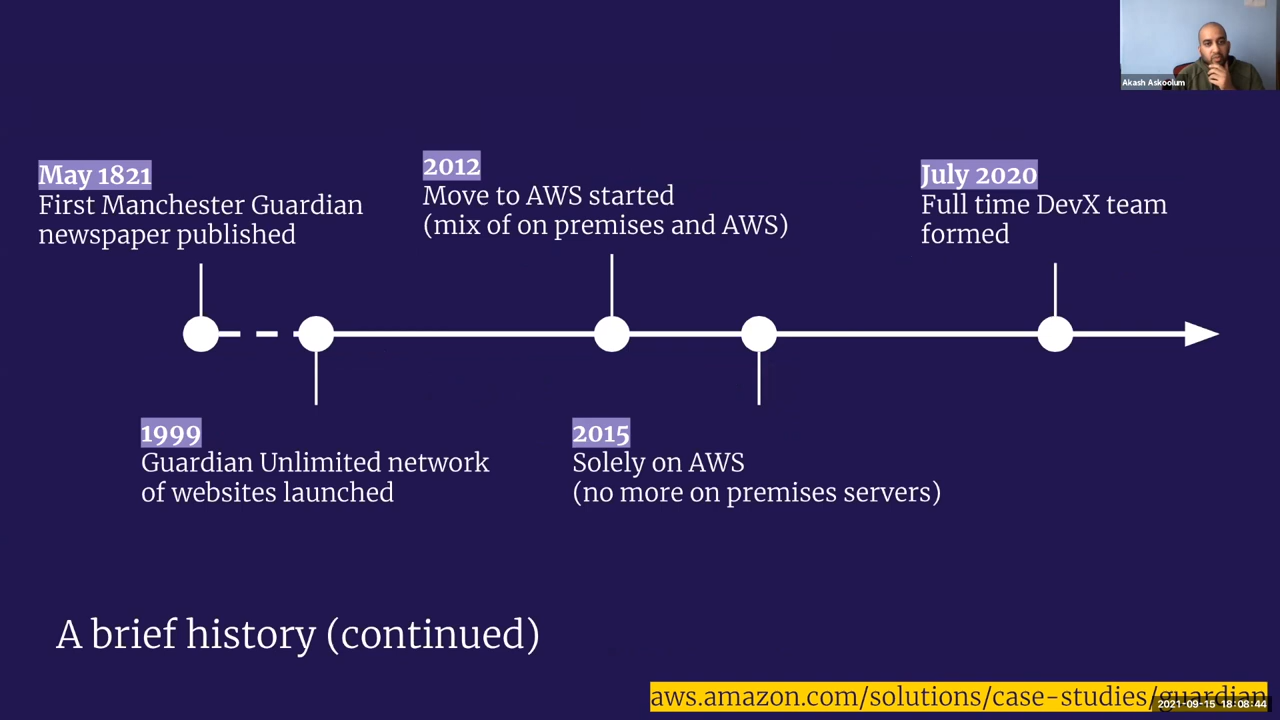 Akash Askoolum
May 1821
First Manchester Guardian
newspaper published
2012
Move to AWS started
(mix of on premises and AWS)
July 2020
Full time DevX team
formed
1999
Guardian Unlimited network
of websites launched
2015
Solely on AWS
(no more on premises servers)
A brief history (continued)
aws.amazon.com/solutions/case-studies/guardian
2021-09-15 18:08:44